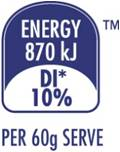 ENERGY ™
870 kJ
DI*
10%
PER 60g SERVE